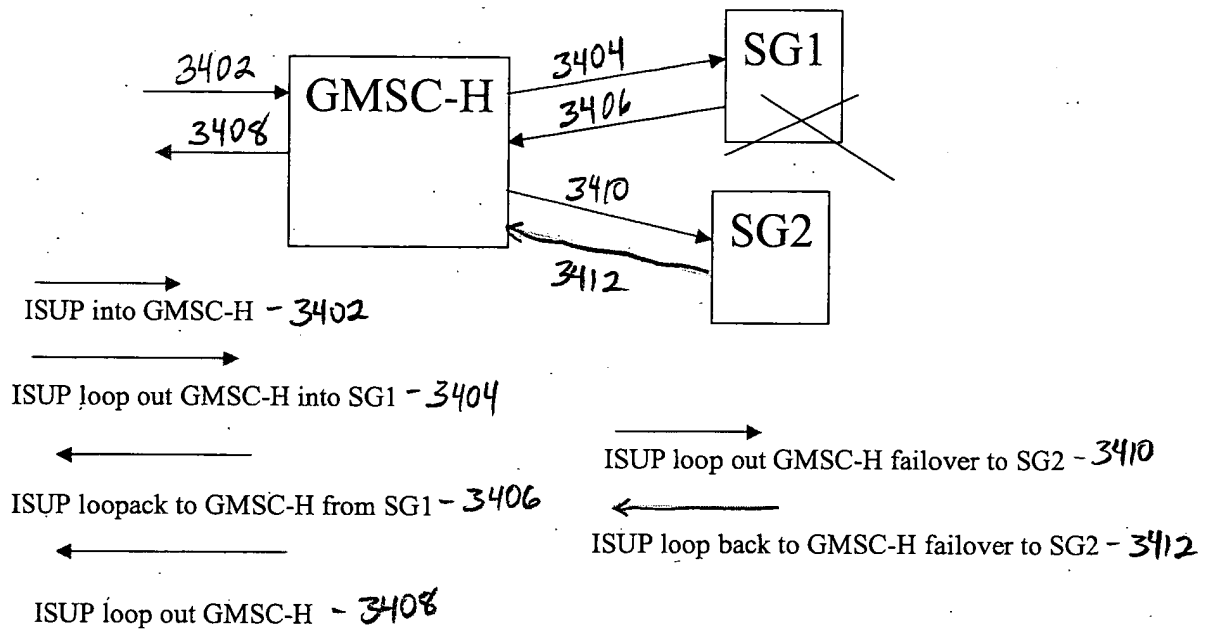 3402
GMSC-H
3404
SG1
3406
3408
3410
SG2
3412
ISUP into GMSC-H - 3402
ISUP loop out GMSC-H into SG1 - 3404
ISUP loopack to GMSC-H from SG1 - 3406
ISUP loop out GMSC-H - 3408
ISUP loop out GMSC-H failover to SG2 - 3410
ISUP loop back to GMSC-H failover to SG2 - 3412